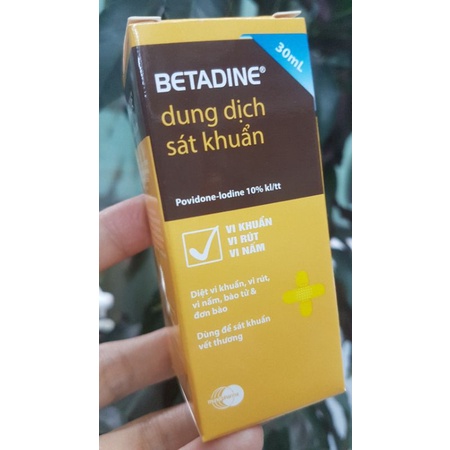 30mL
BETADINE®
dung dịch
sát khuẩn
Povidone-Iodine 10% kl/tt
VI KHUẨN
VI RÚT
VI NẤM
Diệt vi khuẩn, vi rút,
vi nấm, bào tử &
đơn bào
Dùng để sát khuẩn
vết thương